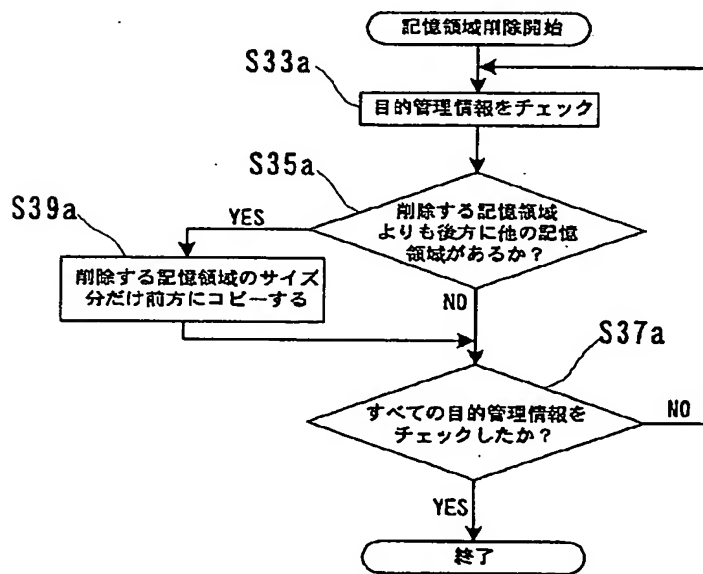 記憶領域削除開始
S33a
目的管理情報をチェック
S35a
削除する記憶領域
よりも後方に他の記憶
領域があるか？
YES
S39a
削除する記憶領域のサイズ
分だけ前方にコピーする
NO
S37a
すべての目的管理情報を
チェックしたか？
NO
YES
終了